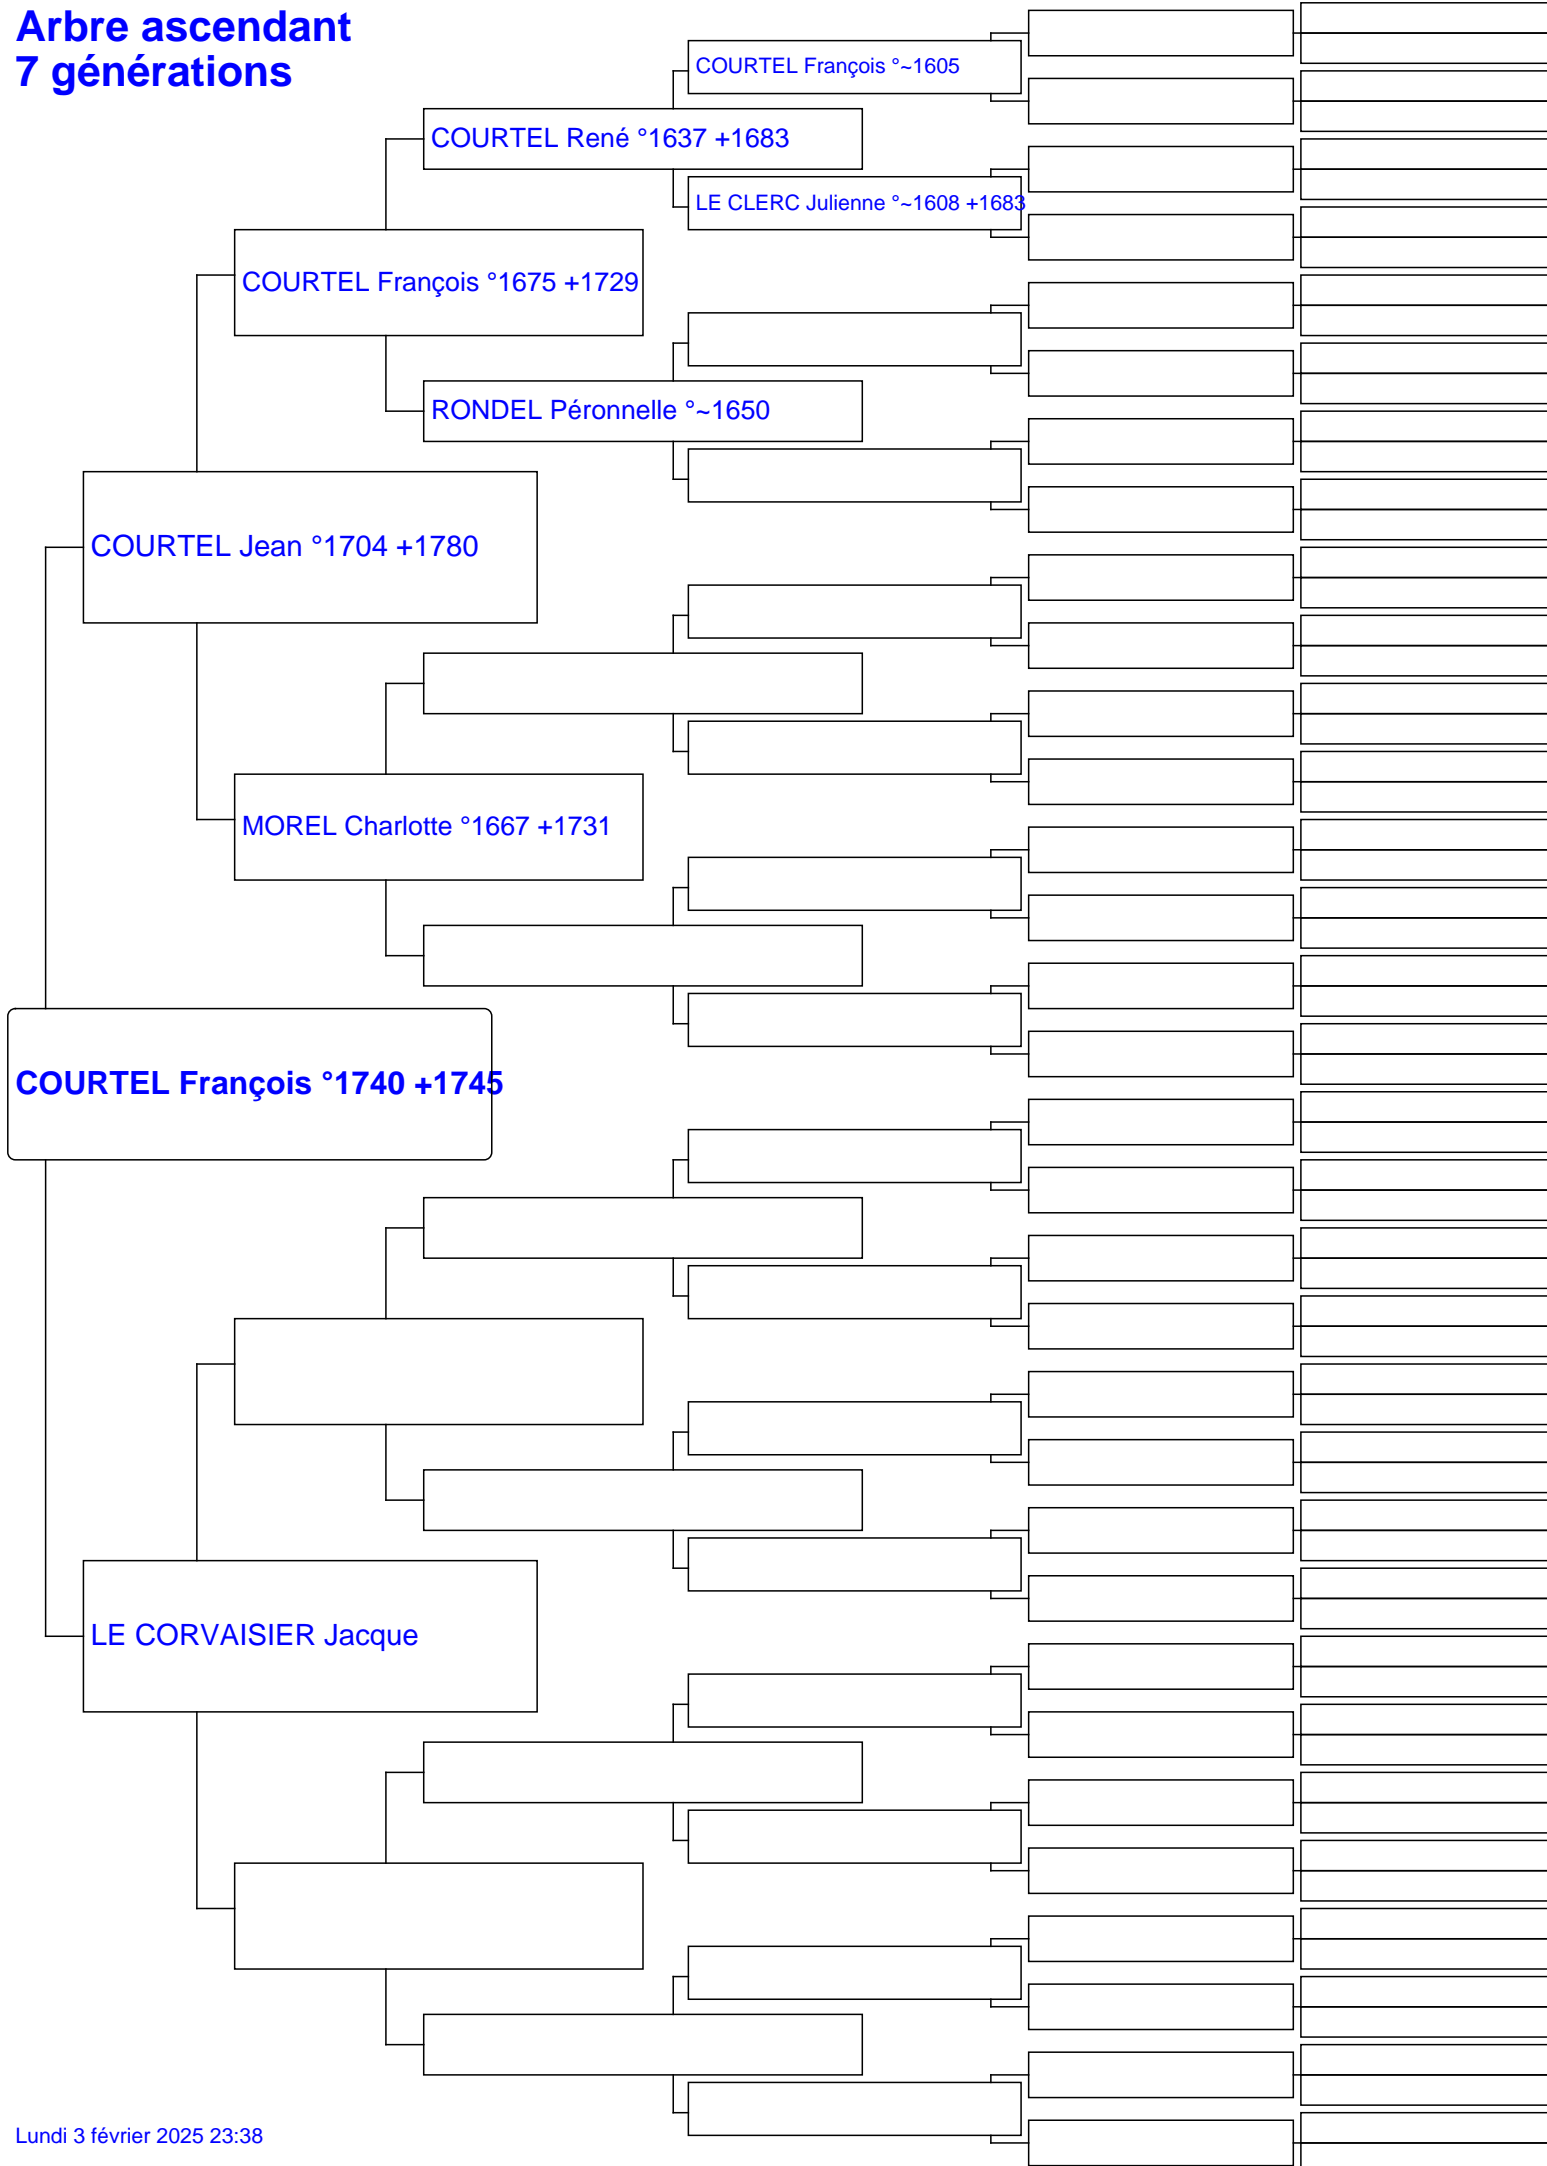 Arbre ascendant
7 générations
COURTEL François °~1605
COURTEL René °1637 +1683
LE CLERC Julienne °~1608 +1683
COURTEL François °1675 +1729
RONDEL Péronnelle °~1650
COURTEL Jean °1704 +1780
MOREL Charlotte °1667 +1731
COURTEL François °1740 +1745
LE CORVAISIER Jacque
Lundi 3 février 2025 23:38